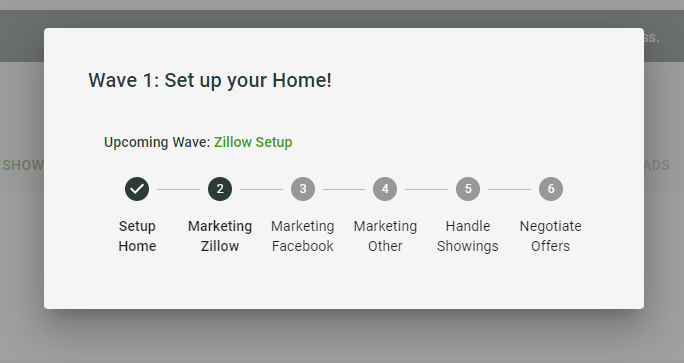 ss.
Wave 1: Set up your Home!
Upcoming Wave: Zillow Setup
SHOW
ADS
2 3 4 5 6
Setup Marketing Marketing Marketing Handle Negotiate
Home Zillow Facebook Other Showings Offers